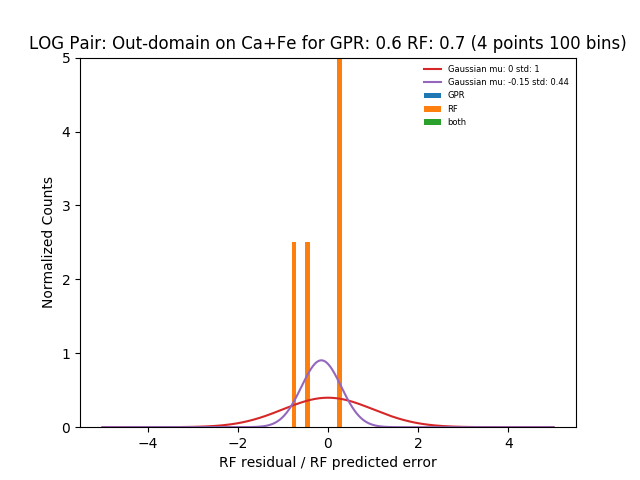 LOG Pair: Out-domain on Ca+Fe for GPR: 0.6 RF: 0.7 (4 points 100 bins)
Gaussian mu: 0 std: 1
Gaussian mu: -0.15 std: 0.44
GPR
RF
both
Normalized Counts
5
4
3
2
1
0
−4 −2 0 2 4
RF residual / RF predicted error